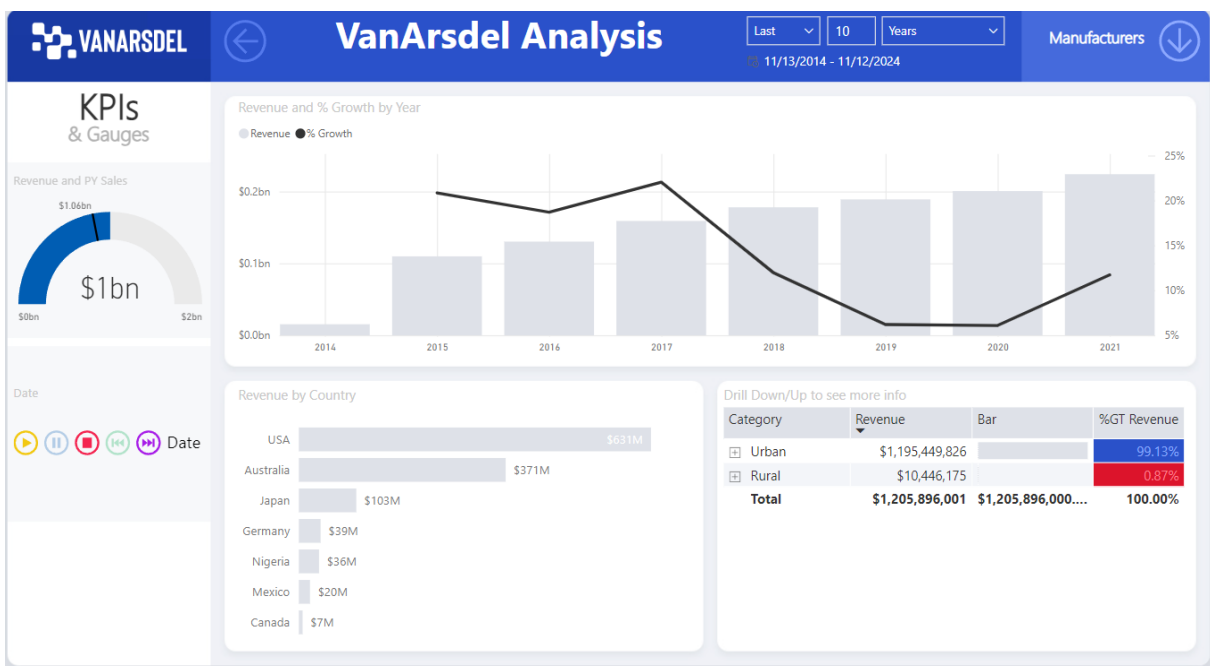 VANARSDEL
VanArsdel Analysis
Last 10 Years
11/13/2014 - 11/12/2024
Manufacturers
KPIs
& Gauges
Revenue and PY Sales
$1.06bn
$1bn
$0bn $2bn
Date
Date
Revenue and % Growth by Year
Revenue % Growth
25%
$0.2bn
20%
15%
$0.1bn
10%
$0.0bn
5%
2014 2015 2016 2017 2018 2019 2020 2021
Revenue by Country
USA $631M
Australia $371M
Japan $103M
Germany $39M
Nigeria $36M
Mexico $20M
Canada $7M
Drill Down/Up to see more info
Category Revenue Bar %GT Revenue
Urban $1,195,449,826 99.13%
Rural $10,446,175 0.87%
Total $1,205,896,001 $1,205,896,000.... 100.00%